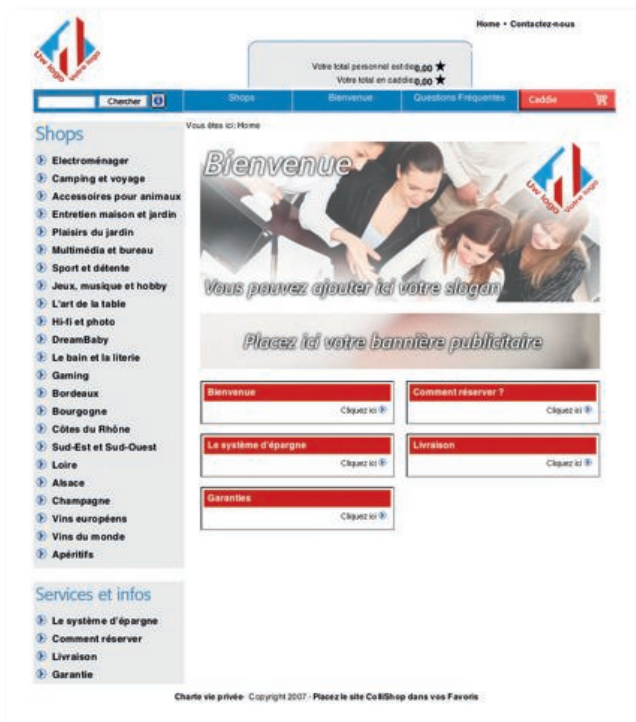 Home • Contactez-nous
Uw logo Votre logo
Votre total personnel est de 0,00 ★
Votre total en caddie 0,00 ★
Chercher
Shops Bienvenue Questions Fréquentes Caddie
Shops
Vous êtes ici: Home
Electroménager
Camping et voyage
Accessoires pour animaux
Entretien maison et jardin
Plaisirs du jardin
Multimédia et bureau
Sport et détente
Jeux, musique et hobby
L'art de la table
Hi-fi et photo
DreamBaby
Le bain et la literie
Gaming
Bordeaux
Bourgogne
Côtes du Rhône
Sud-Est et Sud-Ouest
Loire
Alsace
Champagne
Vins européens
Vins du monde
Apéritifs
Services et infos
Le système d'épargne
Comment réserver
Livraison
Garantie
Bienvenue
Uw logo Votre logo
Vous pouvez ajouter ici votre slogan
Placez ici votre bannière publicitaire
Bienvenue
Cliquez ici
Comment réserver ?
Cliquez ici
Le système d'épargne
Cliquez ici
Livraison
Cliquez ici
Garanties
Cliquez ici
Charte vie privée - Copyright 2007 - Placez le site ColliShop dans vos Favoris